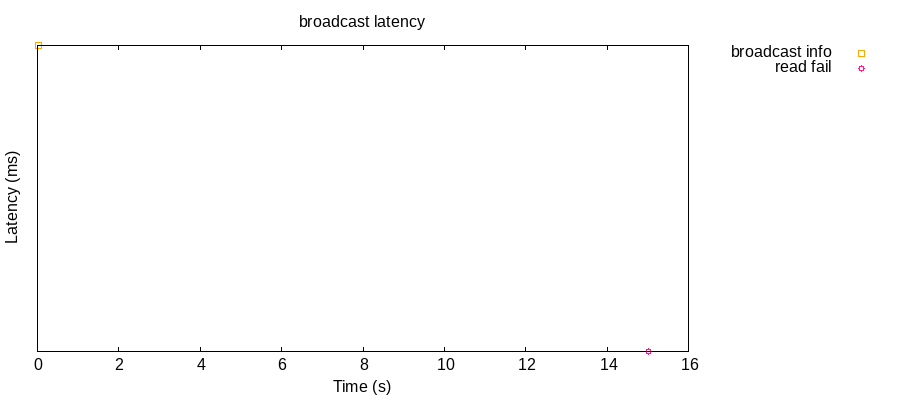 broadcast latency
broadcast info
read fail
Latency (ms)
0 2 4 6 8 10 12 14 16
Time (s)